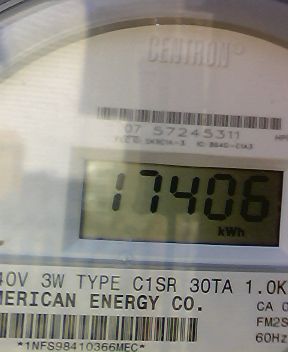 CENTRON®
07 57245311
17406
kWh
40V 3W TYPE C1SR 30TA 1.0K
MERICAN ENERGY CO.
CA 0
FM2S
60Hz
*1NFS98410366MEC*